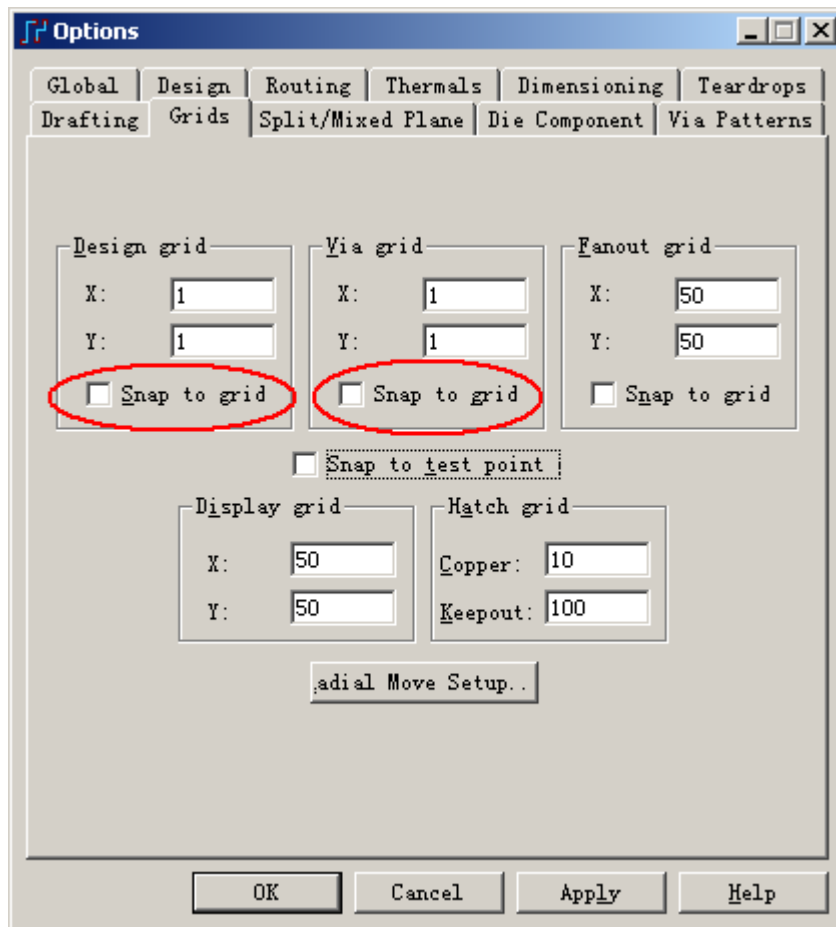 Options
Global Design Routing Thermals Dimensioning Teardrops
Drafting Grids Split/Mixed Plane Die Component Via Patterns
Design grid Via grid Fanout grid
X: 1 X: 1 X: 50
Y: 1 Y: 1 Y: 50
Snap to grid Snap to grid Snap to grid
Snap to test point
Display grid Hatch grid
X: 50 Copper: 10
Y: 50 Keepout: 100
adial Move Setup..
OK Cancel Apply Help